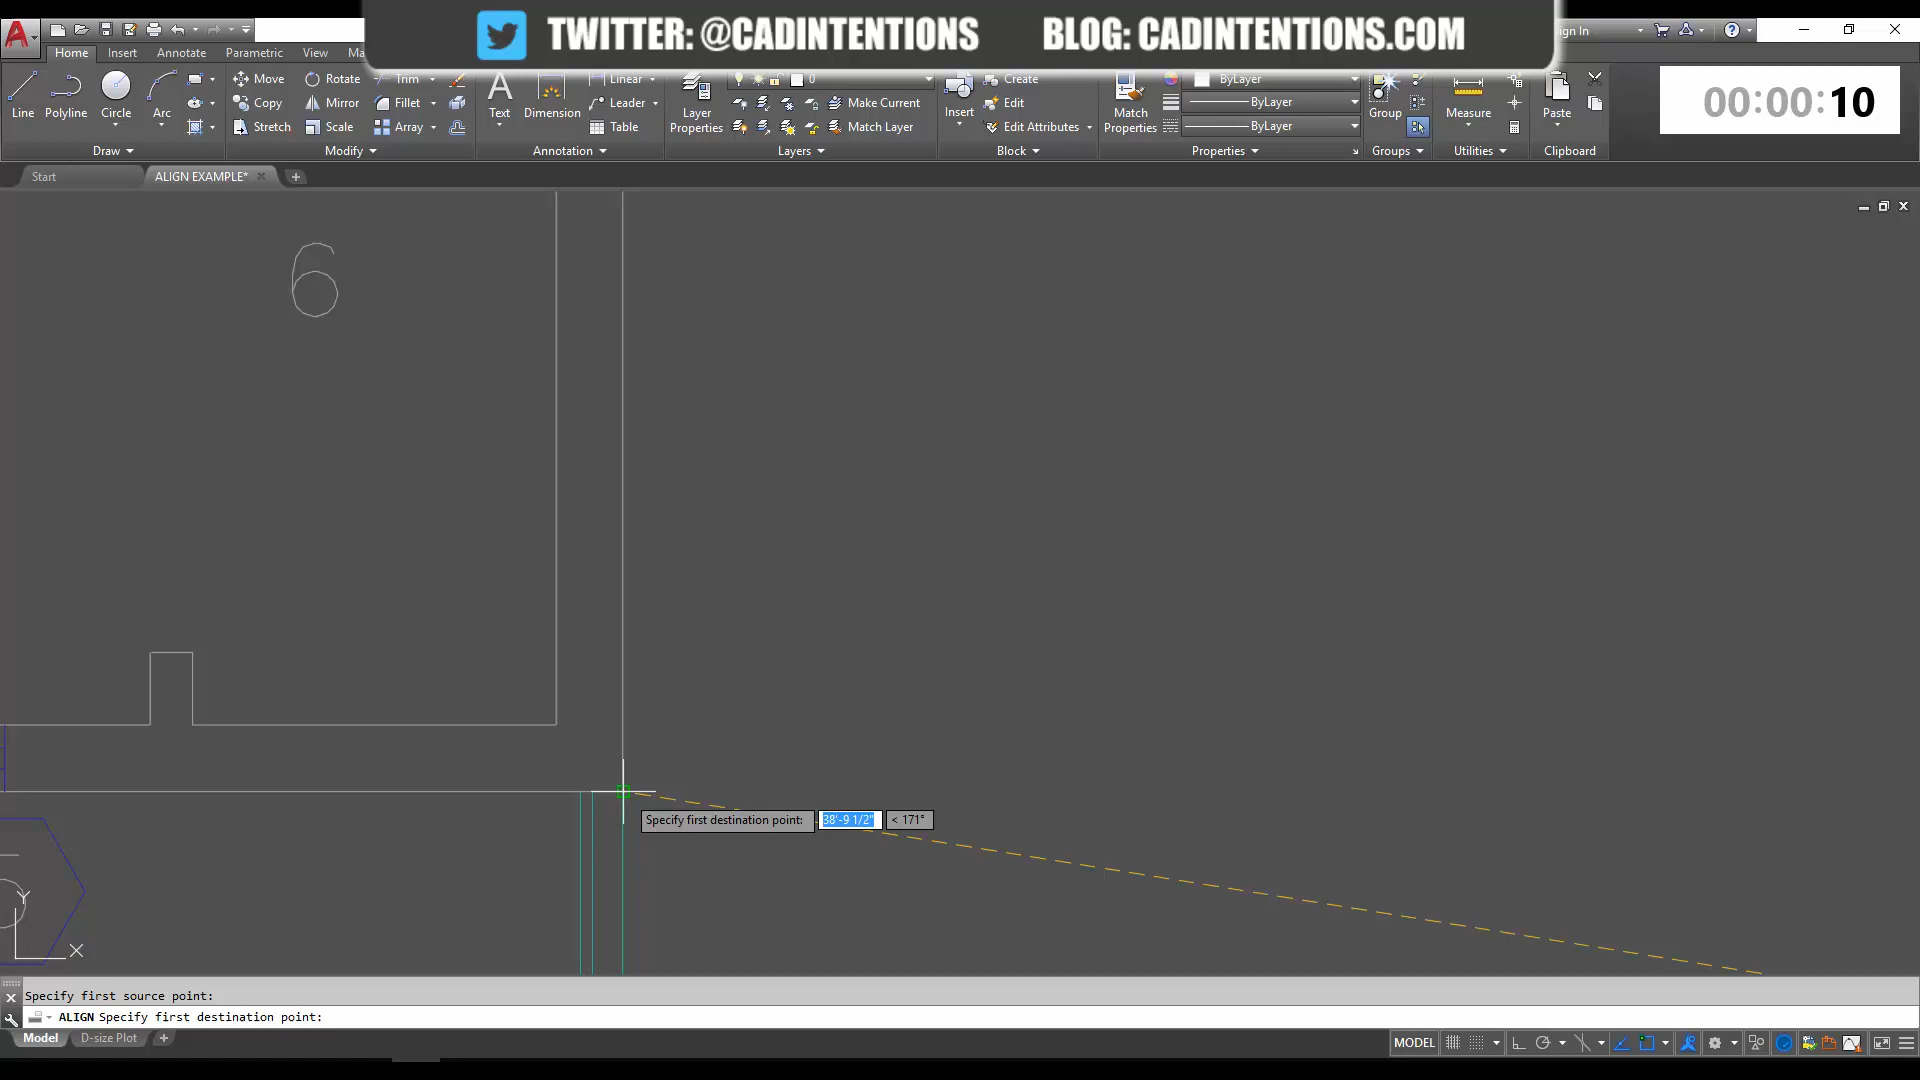 TWITTER: @CADINTENTIONS BLOG: CADINTENTIONS.COM
Home Insert Annotate Parametric View Ma
Line Polyline Circle Arc
Move Rotate Trim
Copy Mirror Fillet
Stretch Scale Array
Text Dimension
Linear
Leader
Table
Layer Properties
0
Make Current
Match Layer
Insert
Create
Edit
Edit Attributes
Match Properties
ByLayer
ByLayer
ByLayer
Group
Measure
Paste
00:00:10
Draw Modify Annotation Layers Block Properties Groups Utilities Clipboard
Start ALIGN EXAMPLE*
6
Specify first destination point: 38'-9 1/2" < 171°
Y
X
Specify first source point:
ALIGN Specify first destination point:
Model D-size Plot
MODEL